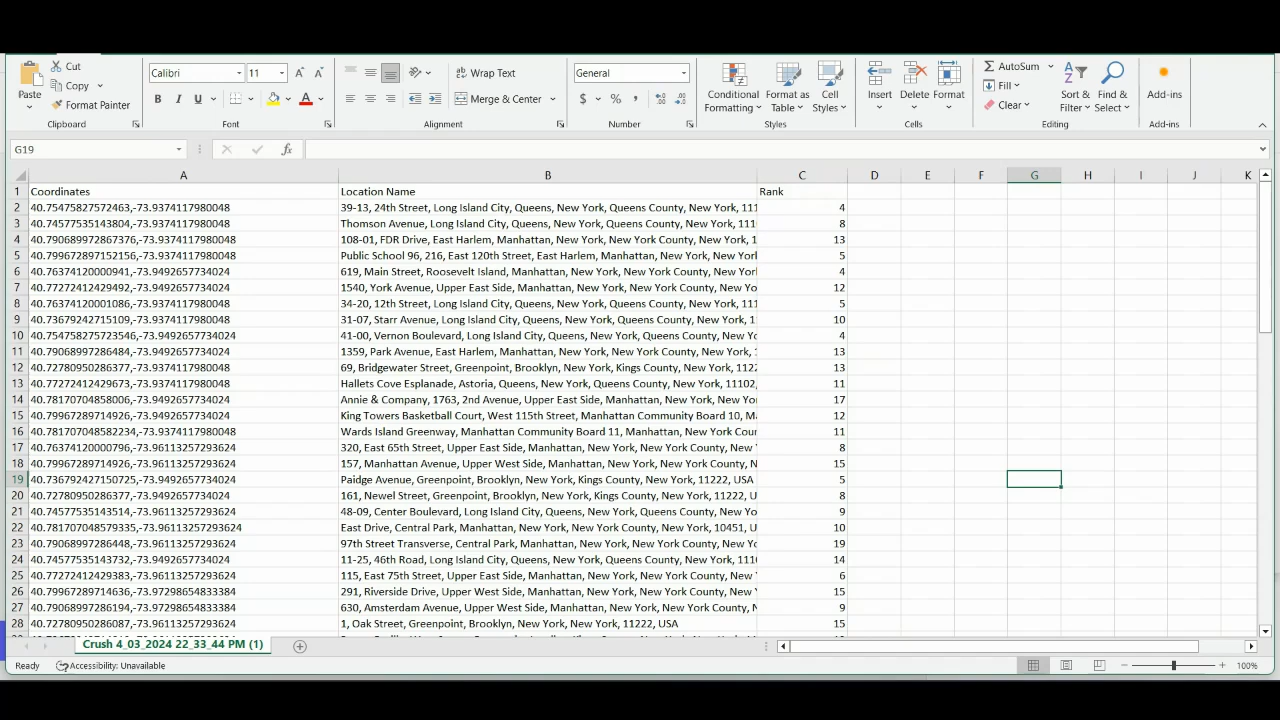 Cut
Copy
Format Painter
Paste
Clipboard
Calibri 11
B I U
Font
Wrap Text
Merge & Center
Alignment
General
$ % ,
Number
Conditional Formatting
Format as Table
Cell Styles
Styles
Insert Delete Format
Cells
AutoSum
Fill
Clear
Sort & Filter
Find & Select
Editing
Add-ins
Add-ins
G19 fx
A B C D E F G H I J K
1 Coordinates Location Name Rank
2 40.75475827572463,-73.9374117980048 39-13, 24th Street, Long Island City, Queens, New York, Queens County, New York, 111 4
3 40.74577535143804,-73.9374117980048 Thomson Avenue, Long Island City, Queens, New York, Queens County, New York, 111 8
4 40.790689972867376,-73.9374117980048 108-01, FDR Drive, East Harlem, Manhattan, New York, New York County, New York, 1 13
5 40.799672897152156,-73.9374117980048 Public School 96, 216, East 120th Street, East Harlem, Manhattan, New York, New York 5
6 40.76374120000941,-73.9492657734024 619, Main Street, Roosevelt Island, Manhattan, New York, New York County, New York 4
7 40.77272412429492,-73.9492657734024 1540, York Avenue, Upper East Side, Manhattan, New York, New York County, New York 12
8 40.76374120001086,-73.9374117980048 34-20, 12th Street, Long Island City, Queens, New York, Queens County, New York, 111 5
9 40.73679242715109,-73.9374117980048 31-07, Starr Avenue, Long Island City, Queens, New York, Queens County, New York, 1 10
10 40.754758275723546,-73.9492657734024 41-00, Vernon Boulevard, Long Island City, Queens, New York, Queens County, New York 4
11 40.79068997286484,-73.9492657734024 1359, Park Avenue, East Harlem, Manhattan, New York, New York County, New York, 1 13
12 40.72780950286366,-73.9374117980048 69, Bridgewater Street, Greenpoint, Brooklyn, New York, Kings County, New York, 1122 13
13 40.77272412429673,-73.9374117980048 Hallets Cove Esplanade, Astoria, Queens, New York, Queens County, New York, 11102, 11
14 40.78170704858006,-73.9492657734024 Annie & Company, 1763, 2nd Avenue, Upper East Side, Manhattan, New York, New York 17
15 40.79967289714926,-73.9492657734024 King Towers Basketball Court, West 115th Street, Manhattan Community Board 10, Ma 12
16 40.781707048582234,-73.9374117980048 Wards Island Greenway, Manhattan Community Board 11, Manhattan, New York, New York 11
17 40.76374120000796,-73.96113257293624 320, East 65th Street, Upper East Side, Manhattan, New York, New York County, New 8
18 40.79967289714926,-73.96113257293624 157, Manhattan Avenue, Upper West Side, Manhattan, New York, New York County, N 15
19 40.736792427150725,-73.9492657734024 Paidge Avenue, Greenpoint, Brooklyn, New York, Kings County, New York, 11222, USA 5
20 40.72780950286377,-73.9492657734024 161, Newel Street, Greenpoint, Brooklyn, New York, Kings County, New York, 11222, U 8
21 40.74577535143514,-73.96113257293624 48-09, Center Boulevard, Long Island City, Queens, New York, Queens County, New York 9
22 40.781707048579335,-73.96113257293624 East Drive, Central Park, Manhattan, New York, New York County, New York, 10451, U 10
23 40.79068997286448,-73.96113257293624 97th Street Transverse, Central Park, Manhattan, New York, New York County, New York 19
24 40.74577535143732,-73.9492657734024 11-25, 46th Road, Long Island City, Queens, New York, Queens County, New York, 111 14
25 40.77272412429383,-73.96113257293624 115, East 75th Street, Upper East Side, Manhattan, New York, New York County, New 6
26 40.79967289714636,-73.97298654833384 291, Riverside Drive, Upper West Side, Manhattan, New York, New York County, New York 15
27 40.79068997286194,-73.97298654833384 630, Amsterdam Avenue, Upper West Side, Manhattan, New York, New York County, New York 9
28 40.72780950286087,-73.96113257293624 1, Oak Street, Greenpoint, Brooklyn, New York, 11222, USA 15
Crush 4_03_2024 22_33_44 PM (1)
Ready Accessibility: Unavailable 100%